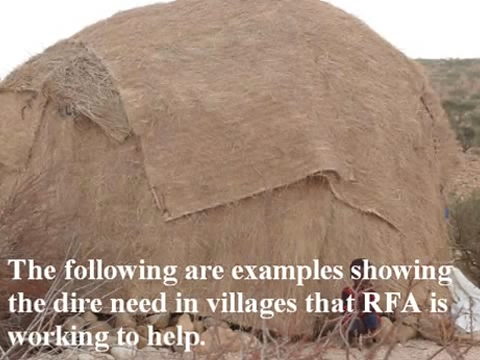 The following are examples showing
the dire need in villages that RFA is
working to help.